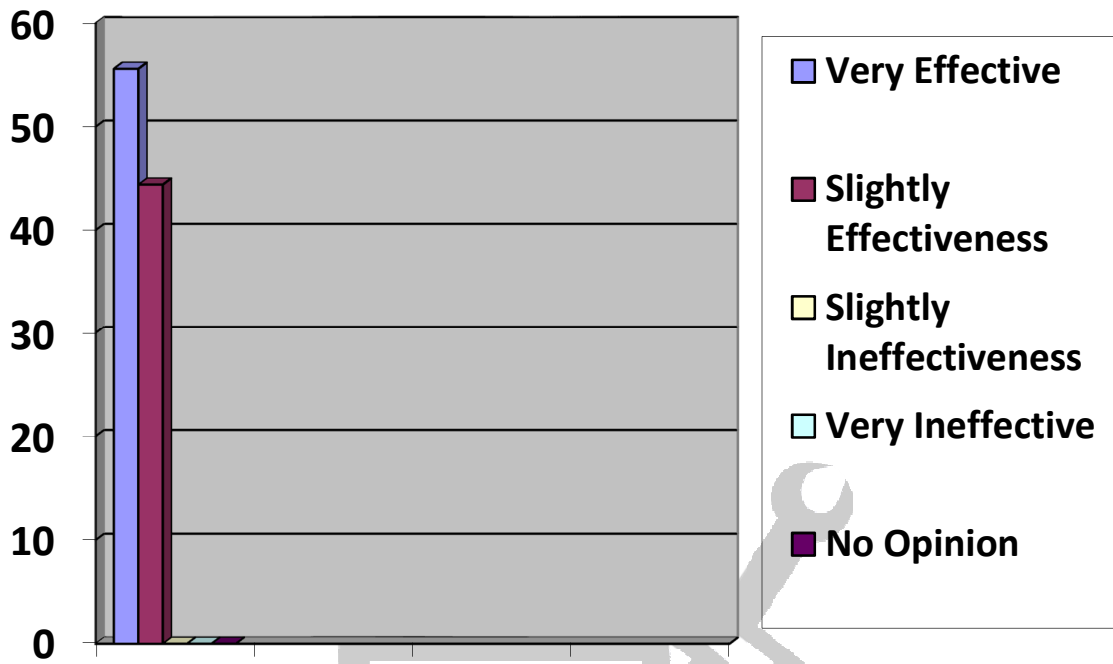 60
50
40
30
20
10
0
Very Effective
Slightly
Effectiveness
Slightly
Ineffectiveness
Very Ineffective
No Opinion